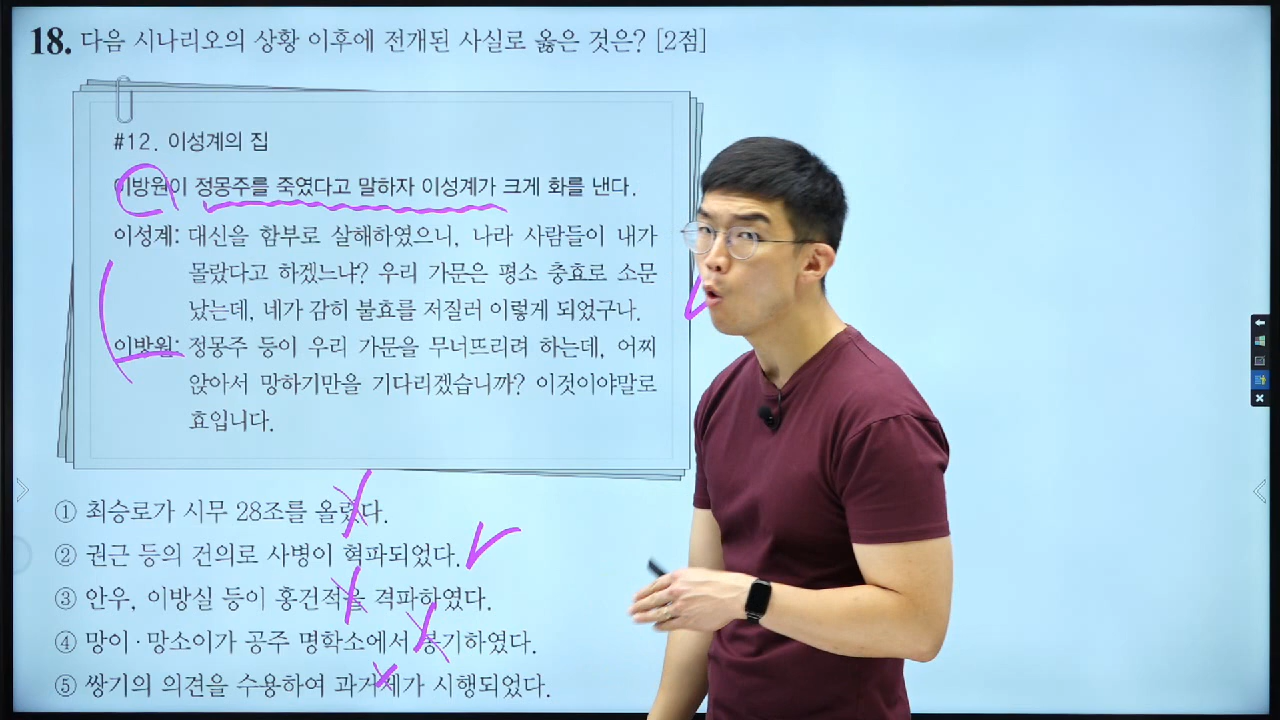 18. 다음 시나리오의 상황 이후에 전개된 사실로 옳은 것은? [2점]
#12. 이성계의 집
이방원이 정몽주를 죽였다고 말하자 이성계가 크게 화를 낸다.
이성계: 대신을 함부로 살해하였으니, 나라 사람들이 내가
몰랐다고 하겠느냐? 우리 가문은 평소 충효로 소문
났는데, 네가 감히 불효를 저질러 이렇게 되었구나.
이방원: 정몽주 등이 우리 가문을 무너뜨리려 하는데, 어찌
앉아서 망하기만을 기다리겠습니까? 이것이야말로
효입니다.
① 최승로가 시무 28조를 올렸다.
② 권근 등의 건의로 사병이 혁파되었다.
③ 안우, 이방실 등이 홍건적을 격파하였다.
④ 망이·망소이가 공주 명학소에서 봉기하였다.
⑤ 쌍기의 의견을 수용하여 과거제가 시행되었다.